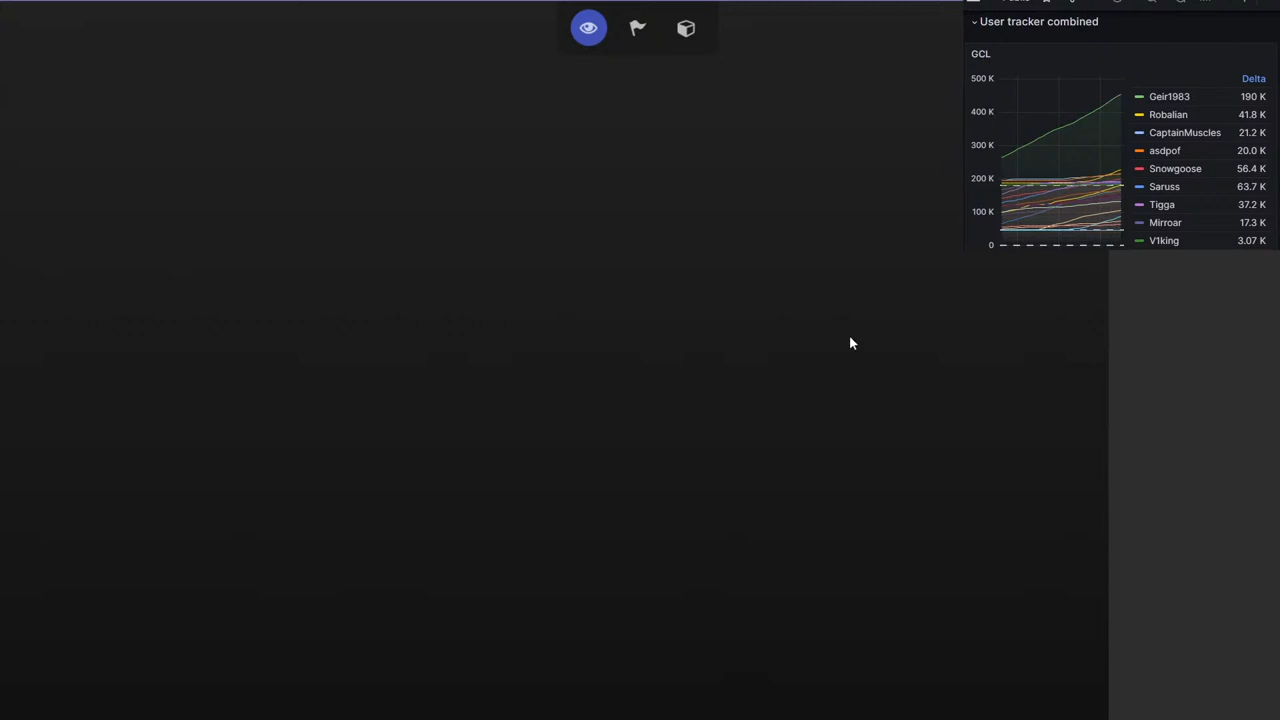 User tracker combined
GCL
Delta
500 K
400 K
300 K
200 K
100 K
0
Geir1983 190 K
Robalian 41.8 K
CaptainMuscles 21.2 K
asdpof 20.0 K
Snowgoose 56.4 K
Saruss 63.7 K
Tigga 37.2 K
Mirroar 17.3 K
V1king 3.07 K